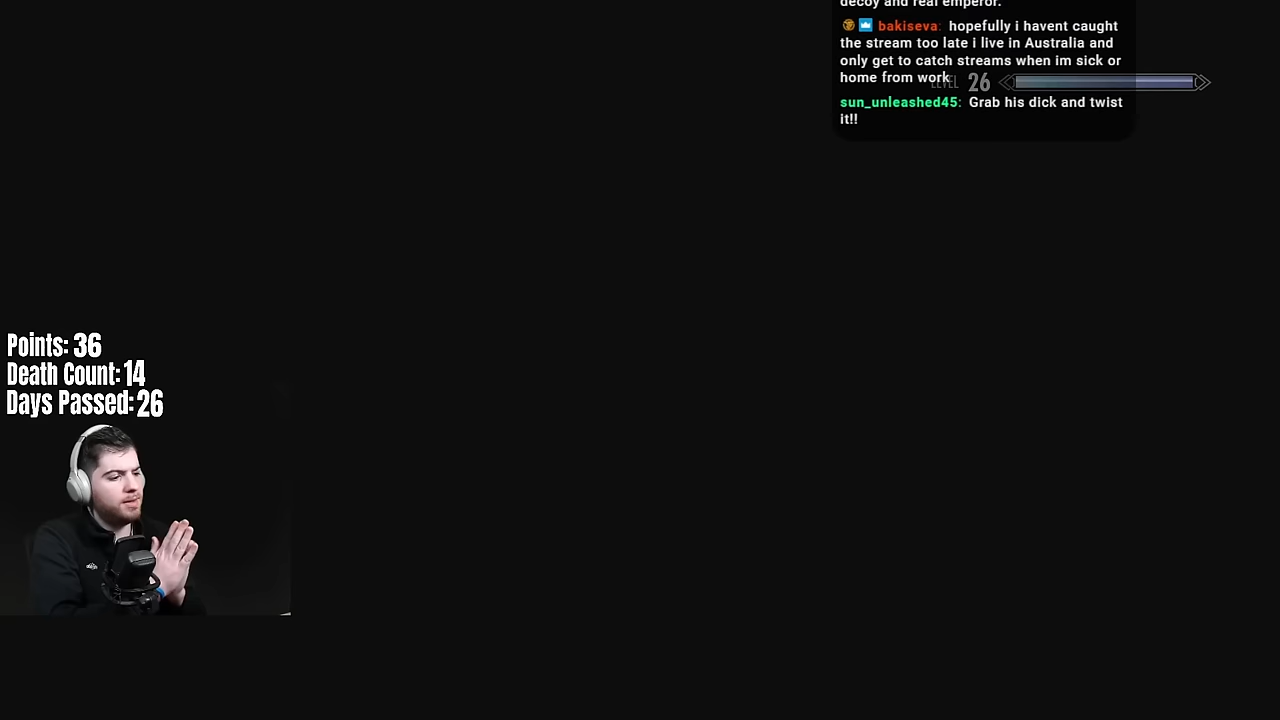 decoy and real emperor.
bakiseva: hopefully i havent caught
the stream too late i live in Australia and
only get to catch streams when im sick or
home from work
LEVEL 26
sun_unleashed45: Grab his dick and twist
it!!
Points: 36
Death Count: 14
Days Passed: 26